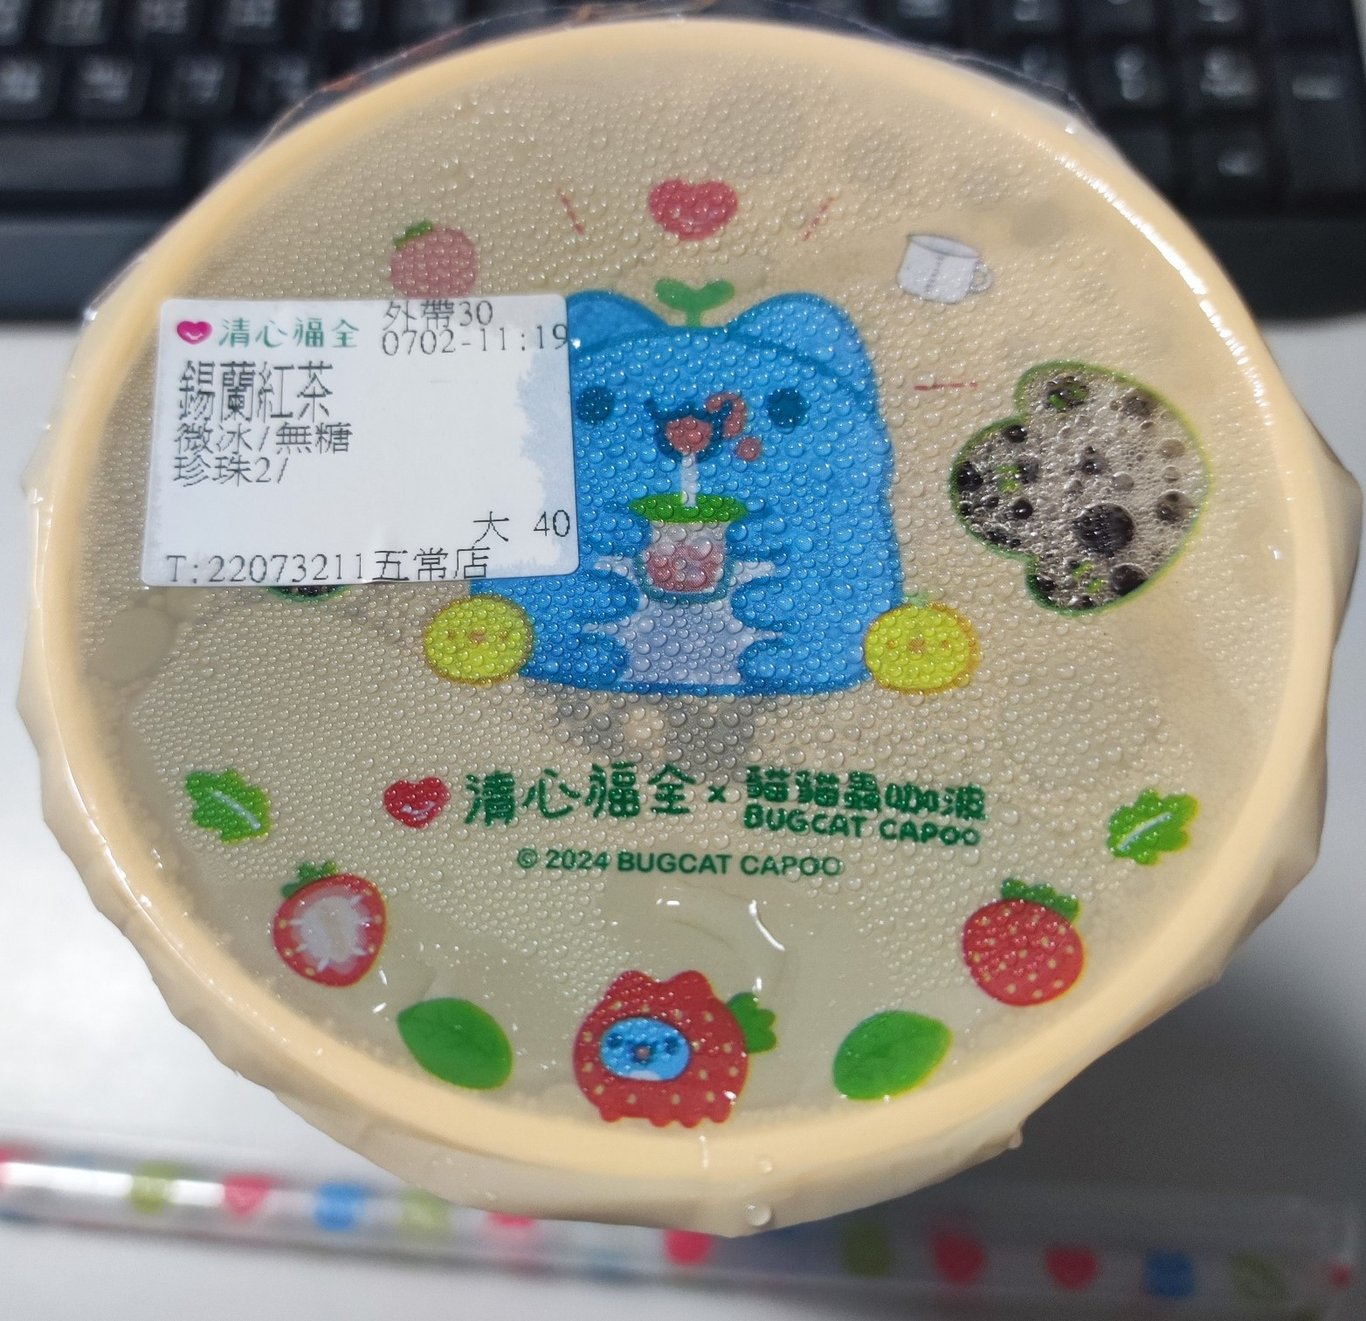 外帶30
清心福全
0702-11:19
錫蘭紅茶
微冰/無糖
珍珠2/
大 40
T:22073211五常店
清心福全 x 貓貓蟲咖波
BUGCAT CAPOO
© 2024 BUGCAT CAPOO